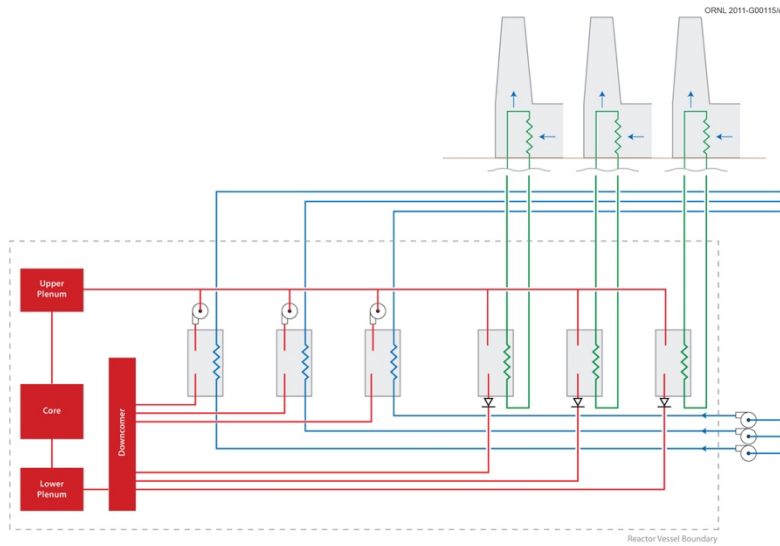 ORNL 2011-G00115/
Upper
Plenum
Core
Downcomer
Lower
Plenum
Reactor Vessel Boundary